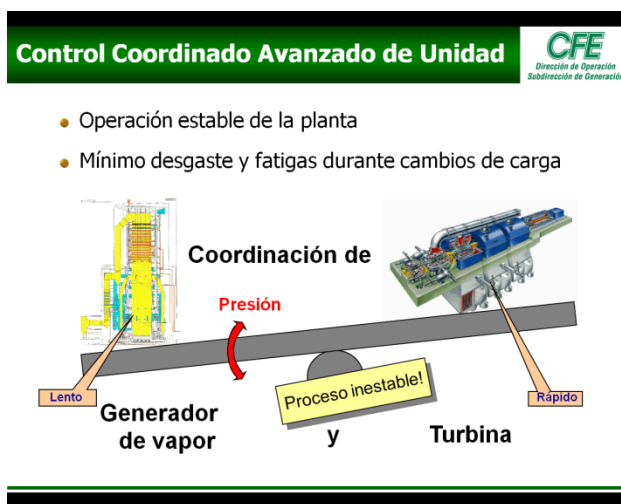 Control Coordinado Avanzado de Unidad
CFE
Dirección de Operación
Subdirección de Generación
Operación estable de la planta
Mínimo desgaste y fatigas durante cambios de carga
Coordinación de
Presión
Lento
Proceso inestable!
Rápido
Generador
de vapor
y
Turbina